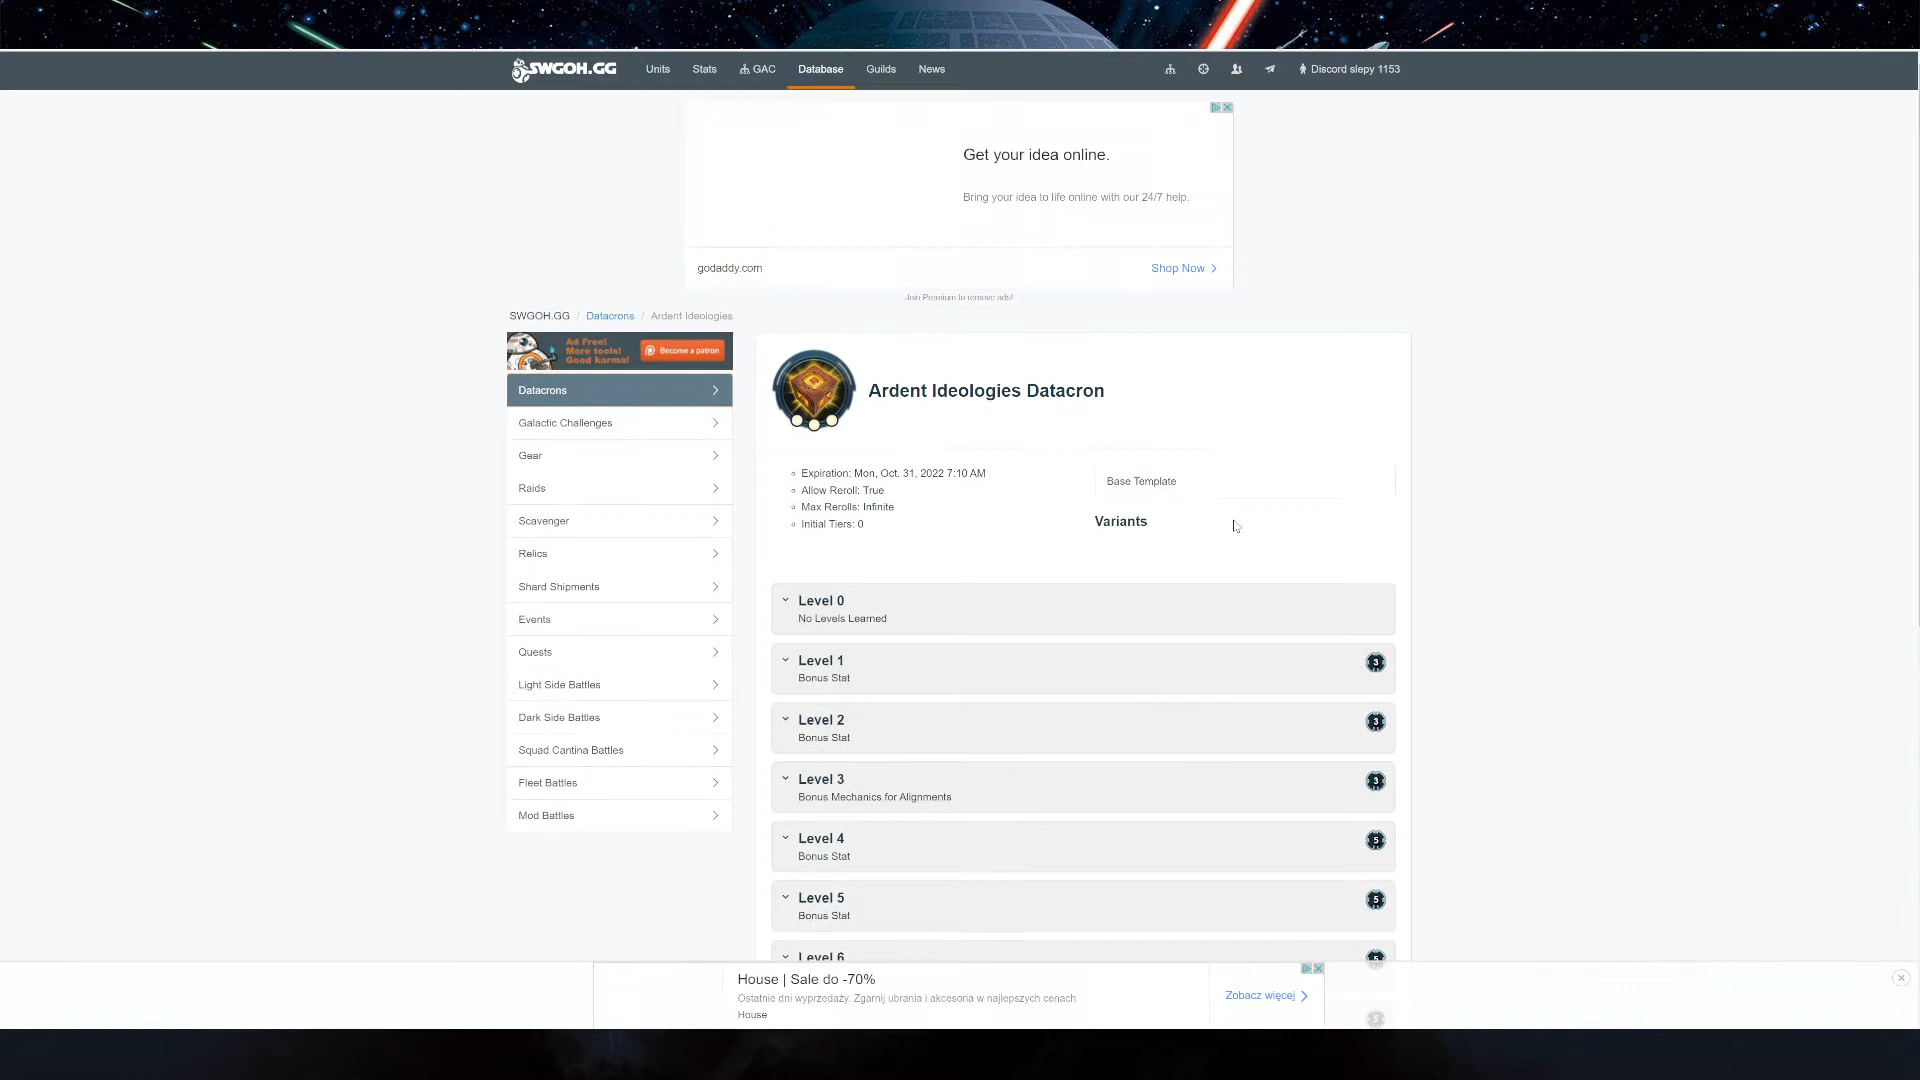 SWGOH.GG
Units
Stats
GAC
Database
Guilds
News
Discord slepy 1153
Get your idea online.
Bring your idea to life online with our 24/7 help.
godaddy.com
Shop Now
Join Premium to remove ads!
SWGOH.GG / Datacrons / Ardent Ideologies
Ad Free!
More tools!
Good karma!
Become a patron
Datacrons
Galactic Challenges
Gear
Raids
Scavenger
Relics
Shard Shipments
Events
Quests
Light Side Battles
Dark Side Battles
Squad Cantina Battles
Fleet Battles
Mod Battles
Ardent Ideologies Datacron
Expiration: Mon, Oct. 31, 2022 7:10 AM
Allow Reroll: True
Max Rerolls: Infinite
Initial Tiers: 0
Base Template
Variants
Level 0
No Levels Learned
Level 1
Bonus Stat
3
Level 2
Bonus Stat
3
Level 3
Bonus Mechanics for Alignments
3
Level 4
Bonus Stat
5
Level 5
Bonus Stat
5
Level 6
5
House | Sale do -70%
Ostatnie dni wyprzedaży. Zgarnij ubrania i akcesoria w najlepszych cenach
House
Zobacz więcej
5